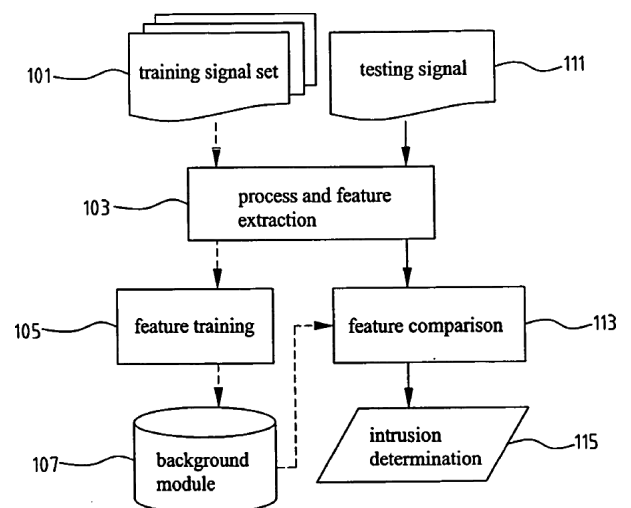 101
training signal set
testing signal
111
103
process and feature
extraction
105
feature training
feature comparison
113
107
background
module
intrusion
determination
115